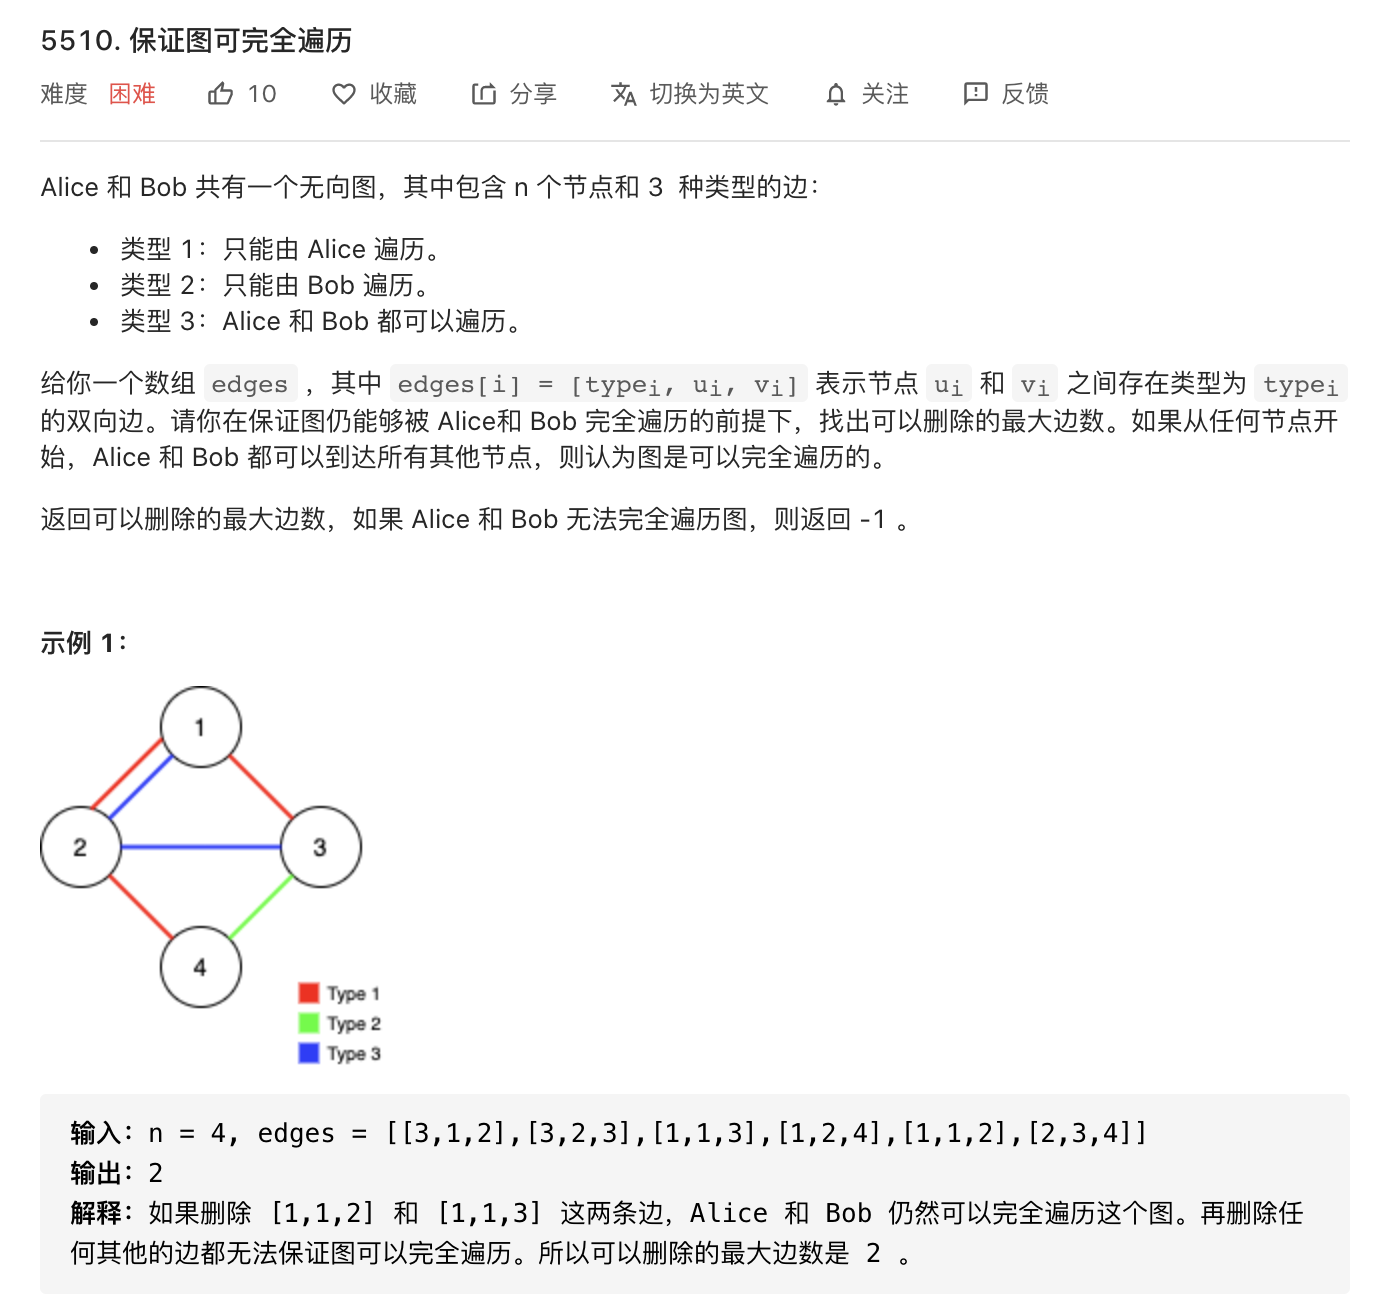 5510. 保证图可完全遍历
难度 困难 10 收藏 分享 切换为英文 关注 反馈
Alice 和 Bob 共有一个无向图，其中包含 n 个节点和 3 种类型的边：
• 类型 1：只能由 Alice 遍历。
• 类型 2：只能由 Bob 遍历。
• 类型 3：Alice 和 Bob 都可以遍历。
给你一个数组 edges ，其中 edges[i] = [typei, ui, vi] 表示节点 ui 和 vi 之间存在类型为 typei
的双向边。请你在保证图仍能够被 Alice和 Bob 完全遍历的前提下，找出可以删除的最大边数。如果从任何节点开
始，Alice 和 Bob 都可以到达所有其他节点，则认为图是可以完全遍历的。
返回可以删除的最大边数，如果 Alice 和 Bob 无法完全遍历图，则返回 -1 。
示例 1：
1
2
3
4
Type 1
Type 2
Type 3
输入：n = 4, edges = [[3,1,2],[3,2,3],[1,1,3],[1,2,4],[1,1,2],[2,3,4]]
输出：2
解释：如果删除 [1,1,2] 和 [1,1,3] 这两条边，Alice 和 Bob 仍然可以完全遍历这个图。再删除任
何其他的边都无法保证图可以完全遍历。所以可以删除的最大边数是 2 。